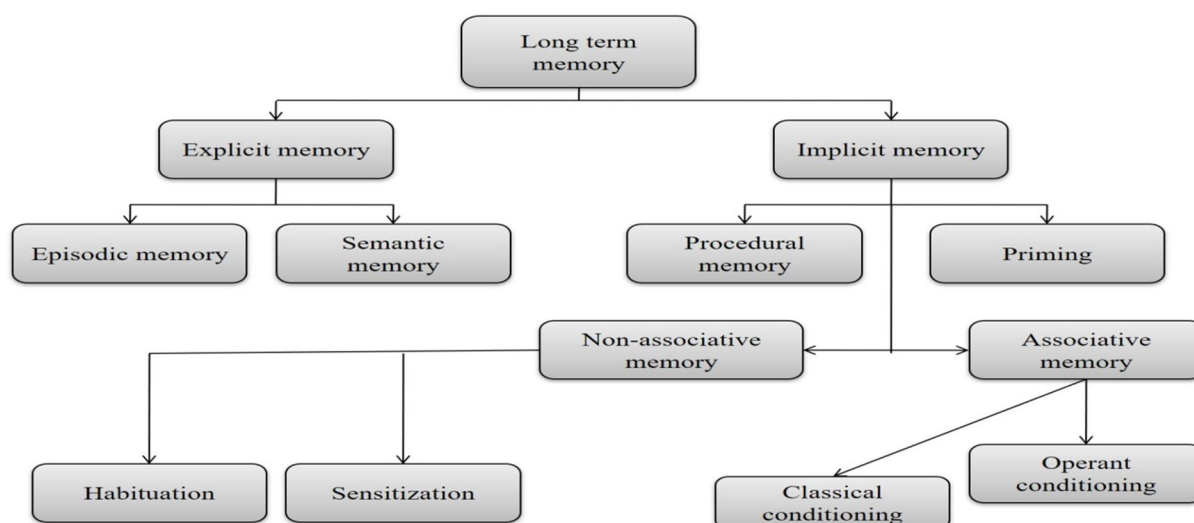 Long term
memory
Explicit memory
Implicit memory
Episodic memory
Semantic
memory
Procedural
memory
Priming
Non-associative
memory
Associative
memory
Habituation
Sensitization
Classical
conditioning
Operant
conditioning